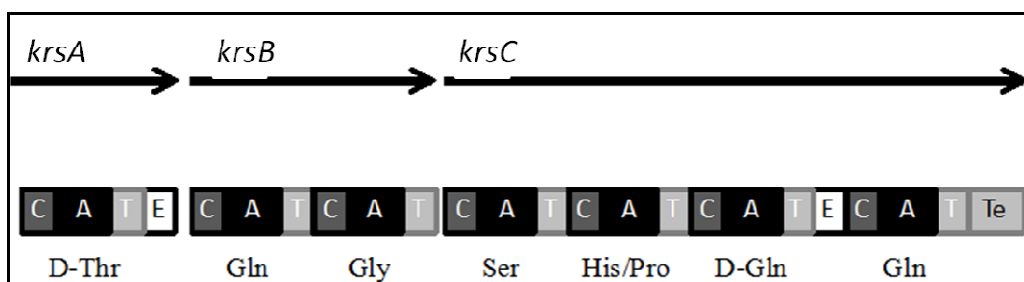 krsA krsB krsC
C A T E C A T C A T C A T C A T C A T E C A T Te
D-Thr Gln Gly Ser His/Pro D-Gln Gln